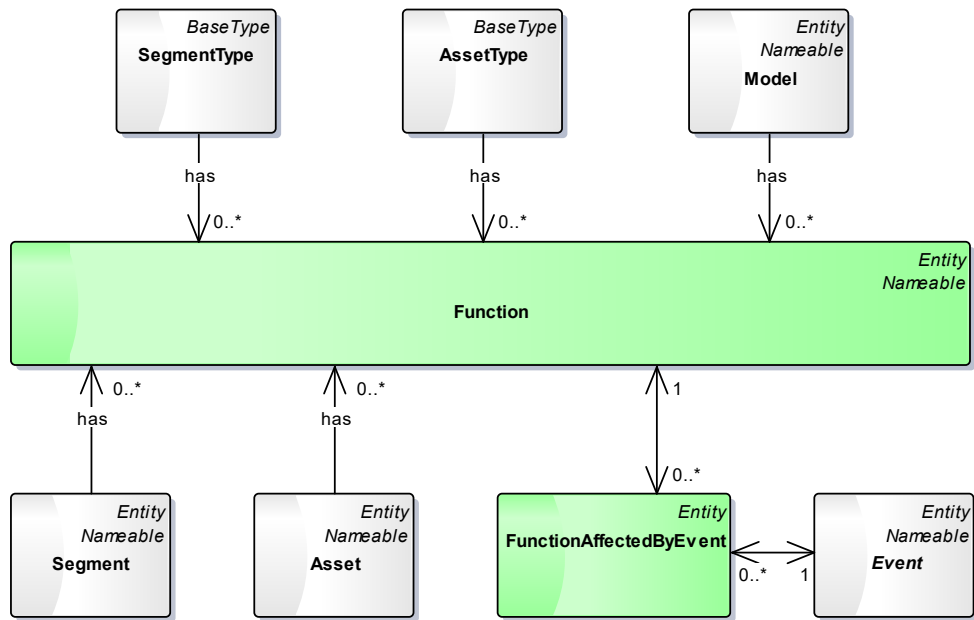 BaseType
SegmentType
BaseType
AssetType
Entity
Nameable
Model
has
has
has
0..*
0..*
0..*
Entity
Nameable
Function
0..*
0..*
1
has
has
0..*
Entity
Nameable
Segment
Entity
Nameable
Asset
Entity
FunctionAffectedByEvent
Entity
Nameable
Event
0..*
1